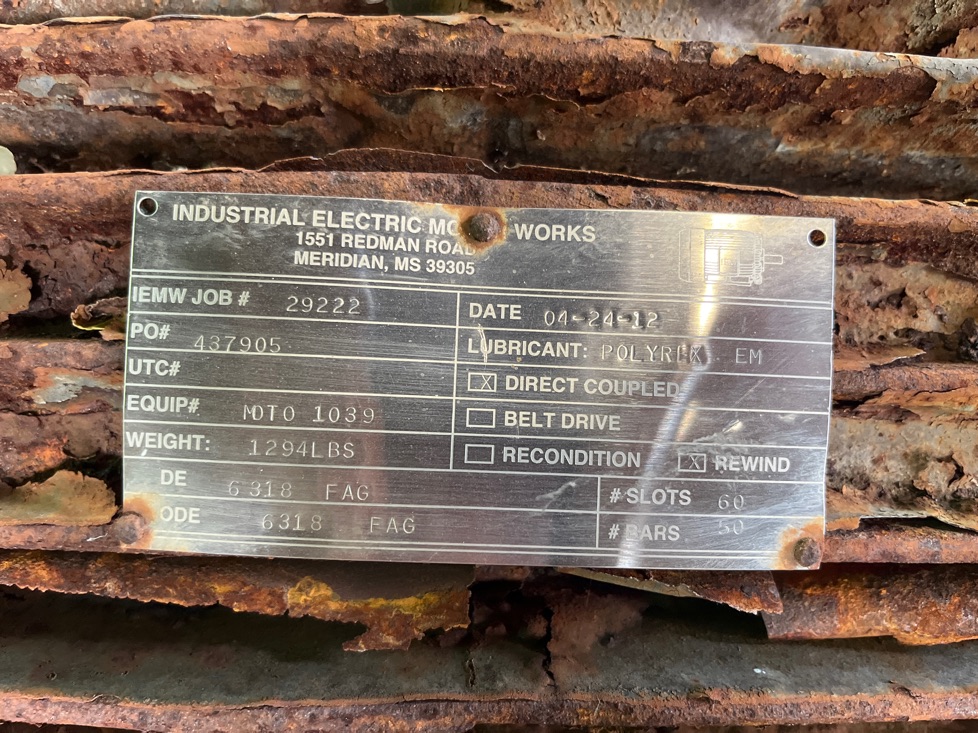 INDUSTRIAL ELECTRIC WORKS
1551 REDMAN ROAD
MERIDIAN, MS 39305
IEMW JOB # 29222
DATE 04-24-12
PO# 437905
LUBRICANT: POLYREX EM
UTC#
X DIRECT COUPLED
EQUIP# MOTO 1039
BELT DRIVE
WEIGHT: 1294LBS
RECONDITION X REWIND
DE 6318 FAG
# SLOTS 60
ODE 6318 FAG
# BARS 50